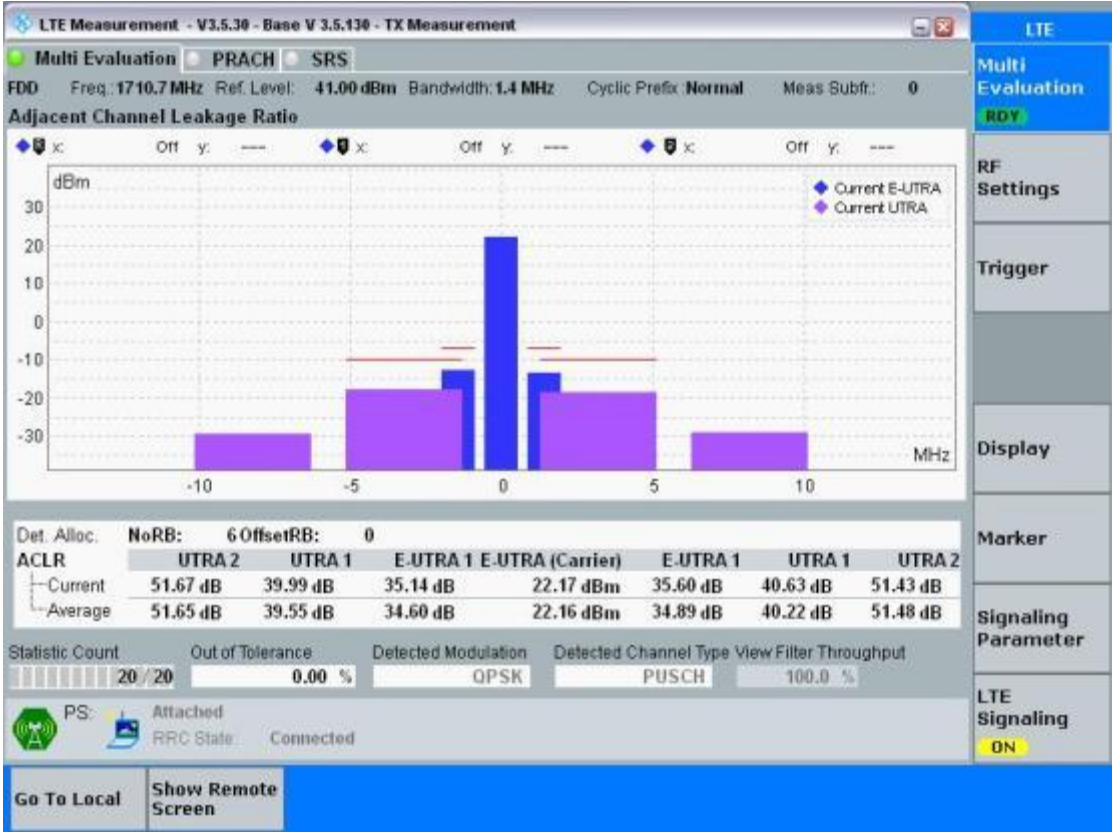 LTE Measurement - V3.5.30 - Base V 3.5.130 - TX Measurement
LTE
Multi Evaluation PRACH SRS
Multi
Evaluation
RDY
FDD Freq.: 1710.7 MHz Ref. Level: 41.00 dBm Bandwidth: 1.4 MHz Cyclic Prefix: Normal Meas Subfr.: 0
Adjacent Channel Leakage Ratio
x: Off y: --- x: Off y: --- x: Off y: ---
dBm
Current E-UTRA
Current UTRA
30
20
10
0
-10
-20
-30
MHz
-10 -5 0 5 10
RF
Settings
Trigger
Display
Marker
Signaling
Parameter
LTE
Signaling
ON
Det. Alloc. NoRB: 6 OffsetRB: 0
ACLR UTRA 2 UTRA 1 E-UTRA 1 E-UTRA (Carrier) E-UTRA 1 UTRA 1 UTRA 2
Current 51.67 dB 39.99 dB 35.14 dB 22.17 dBm 35.60 dB 40.63 dB 51.43 dB
Average 51.65 dB 39.55 dB 34.60 dB 22.16 dBm 34.89 dB 40.22 dB 51.48 dB
Statistic Count Out of Tolerance Detected Modulation Detected Channel Type View Filter Throughput
20 / 20 0.00 % QPSK PUSCH 100.0 %
PS: Attached
RRC State: Connected
Go To Local
Show Remote
Screen